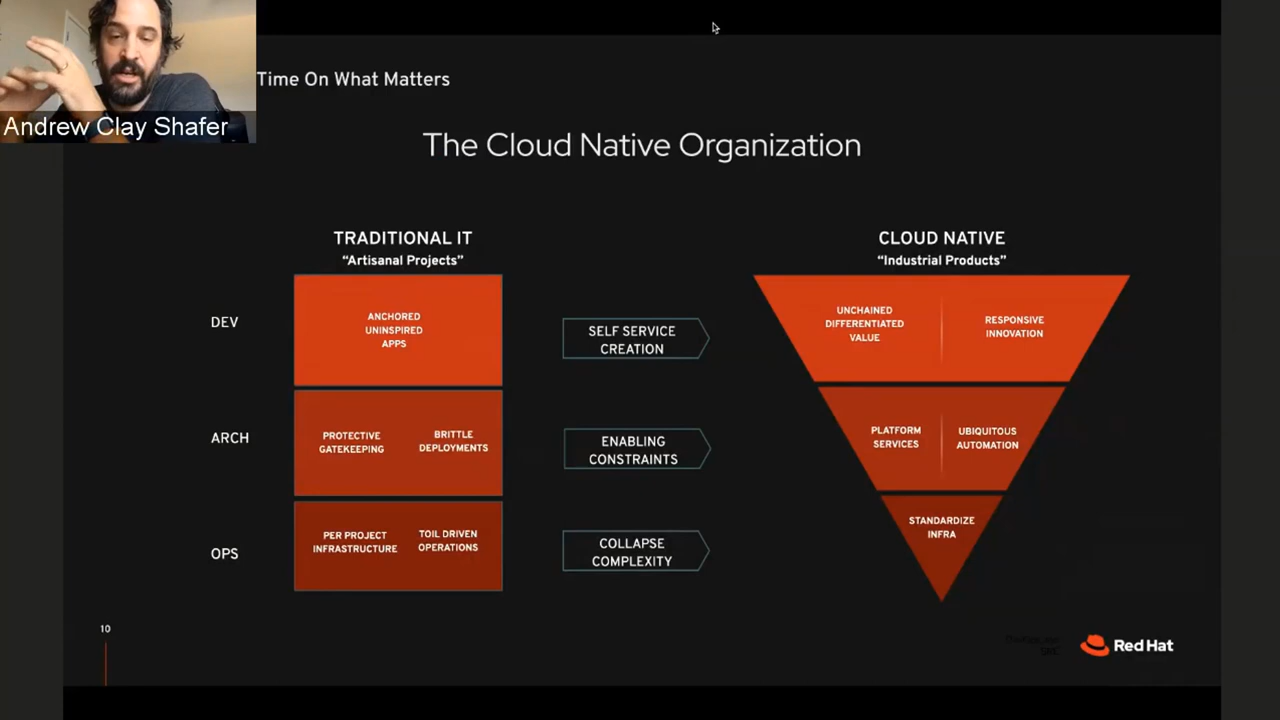 Time On What Matters
Andrew Clay Shafer
The Cloud Native Organization
TRADITIONAL IT
“Artisanal Projects”
CLOUD NATIVE
“Industrial Products”
DEV
ANCHORED
UNINSPIRED
APPS
SELF SERVICE
CREATION
UNCHAINED
DIFFERENTIATED
VALUE
RESPONSIVE
INNOVATION
ARCH
PROTECTIVE
GATEKEEPING
BRITTLE
DEPLOYMENTS
ENABLING
CONSTRAINTS
PLATFORM
SERVICES
UBIQUITOUS
AUTOMATION
OPS
PER PROJECT
INFRASTRUCTURE
TOIL DRIVEN
OPERATIONS
COLLAPSE
COMPLEXITY
STANDARDIZE
INFRA
10
Red Hat